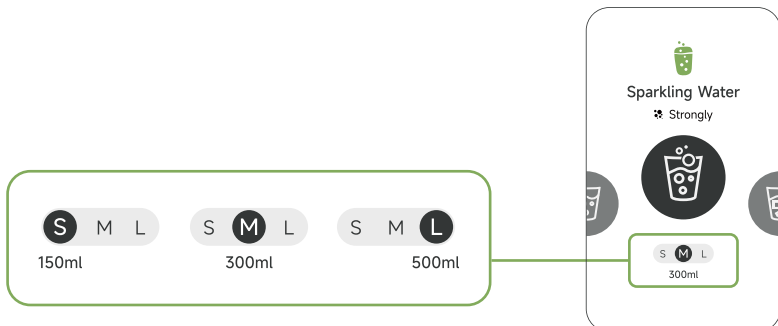 Sparkling Water
Strongly
S M L
300ml
S M L
150ml
S M L
300ml
S M L
500ml